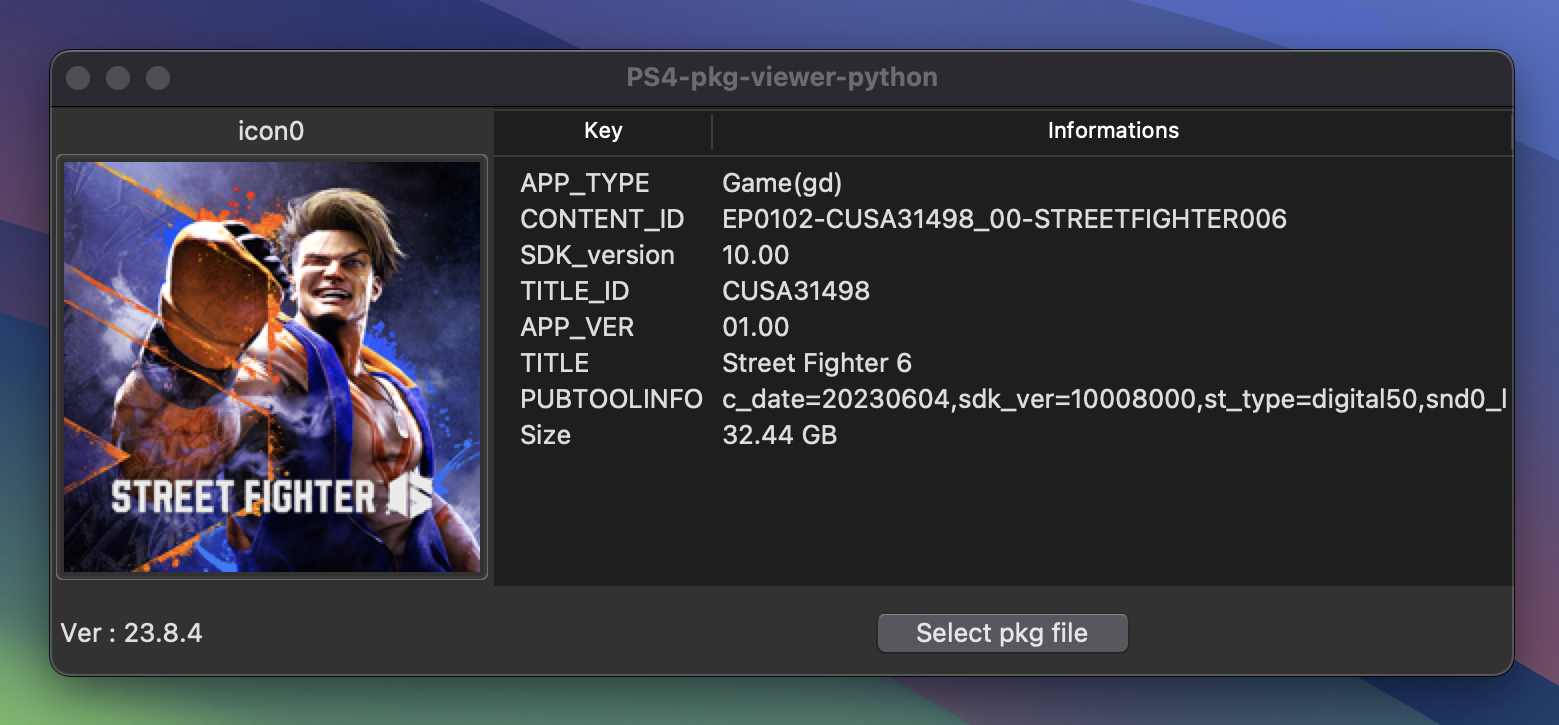 PS4-pkg-viewer-python
icon0
Key Informations
STREET FIGHTER 6
APP_TYPE Game(gd)
CONTENT_ID EP0102-CUSA31498_00-STREETFIGHTER006
SDK_version 10.00
TITLE_ID CUSA31498
APP_VER 01.00
TITLE Street Fighter 6
PUBTOOLINFO c_date=20230604,sdk_ver=10008000,st_type=digital50,snd0_l
Size 32.44 GB
Ver : 23.8.4
Select pkg file